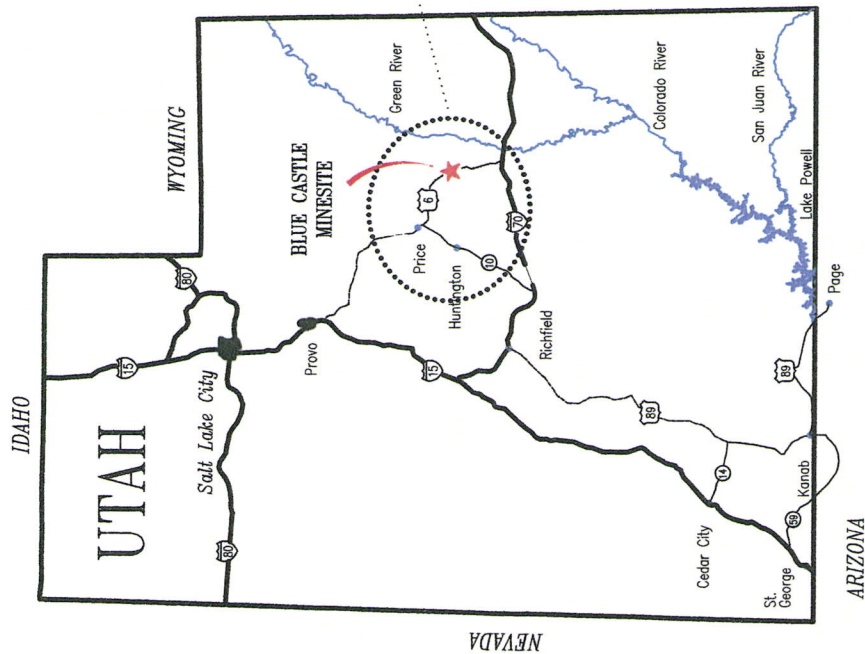 IDAHO
WYOMING
UTAH
15
80
Salt Lake City
80
Provo
BLUE CASTLE
MINESITE
Green River
6
Price
Huntington
10
70
15
Richfield
Colorado River
89
San Juan River
Lake Powell
14
Cedar City
89
Page
59
Kanab
St.
George
NEVADA
ARIZONA